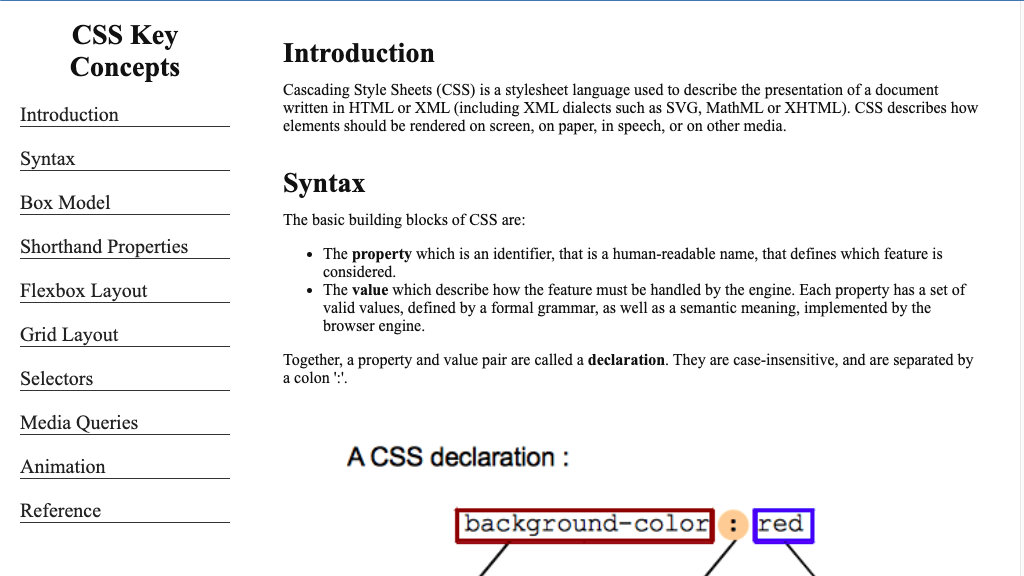 CSS Key
Concepts
Introduction
Syntax
Box Model
Shorthand Properties
Flexbox Layout
Grid Layout
Selectors
Media Queries
Animation
Reference
Introduction
Cascading Style Sheets (CSS) is a stylesheet language used to describe the presentation of a document
written in HTML or XML (including XML dialects such as SVG, MathML or XHTML). CSS describes how
elements should be rendered on screen, on paper, in speech, or on other media.
Syntax
The basic building blocks of CSS are:
• The property which is an identifier, that is a human-readable name, that defines which feature is
considered.
• The value which describe how the feature must be handled by the engine. Each property has a set of
valid values, defined by a formal grammar, as well as a semantic meaning, implemented by the
browser engine.
Together, a property and value pair are called a declaration. They are case-insensitive, and are separated by
a colon ':'.
A CSS declaration :
background-color : red